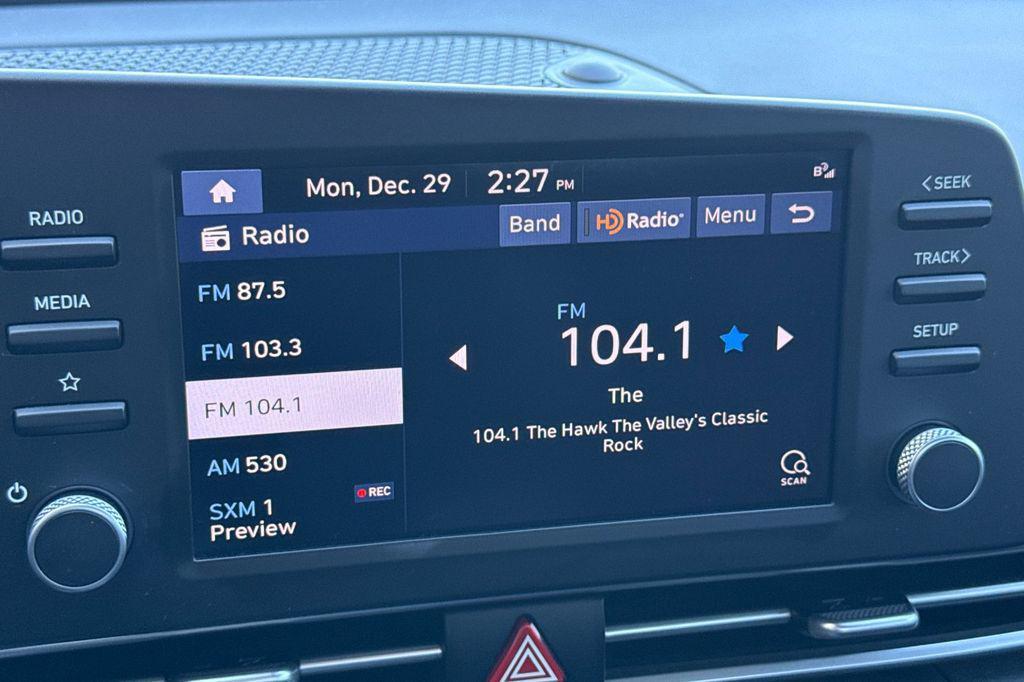 Mon, Dec. 29 2:27 PM B
Radio Band HD Radio Menu
RADIO
MEDIA
FM 87.5
FM 103.3
FM 104.1
AM 530
SXM 1 REC
Preview
FM
104.1
The
104.1 The Hawk The Valley's Classic
Rock
SCAN
<SEEK
TRACK>
SETUP